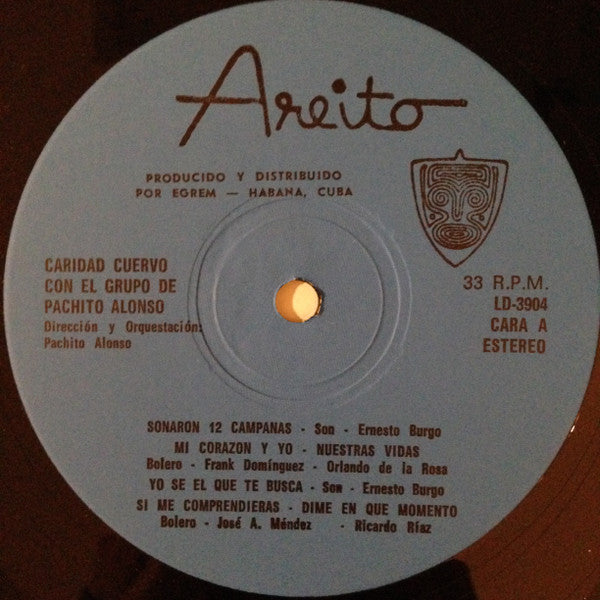 Areito
PRODUCIDO Y DISTRIBUIDO
POR EGREM — HABANA, CUBA
CARIDAD CUERVO
CON EL GRUPO DE
PACHITO ALONSO
Dirección y Orquestación:
Pachito Alonso
33 R.P.M.
LD-3904
CARA A
ESTEREO
SONARON 12 CAMPANAS - Son - Ernesto Burgo
MI CORAZON Y YO - NUESTRAS VIDAS
Bolero - Frank Domínguez - Orlando de la Rosa
YO SE EL QUE TE BUSCA - Son - Ernesto Burgo
SI ME COMPRENDIERAS - DIME EN QUE MOMENTO
Bolero - José A. Méndez - Ricardo Ríaz